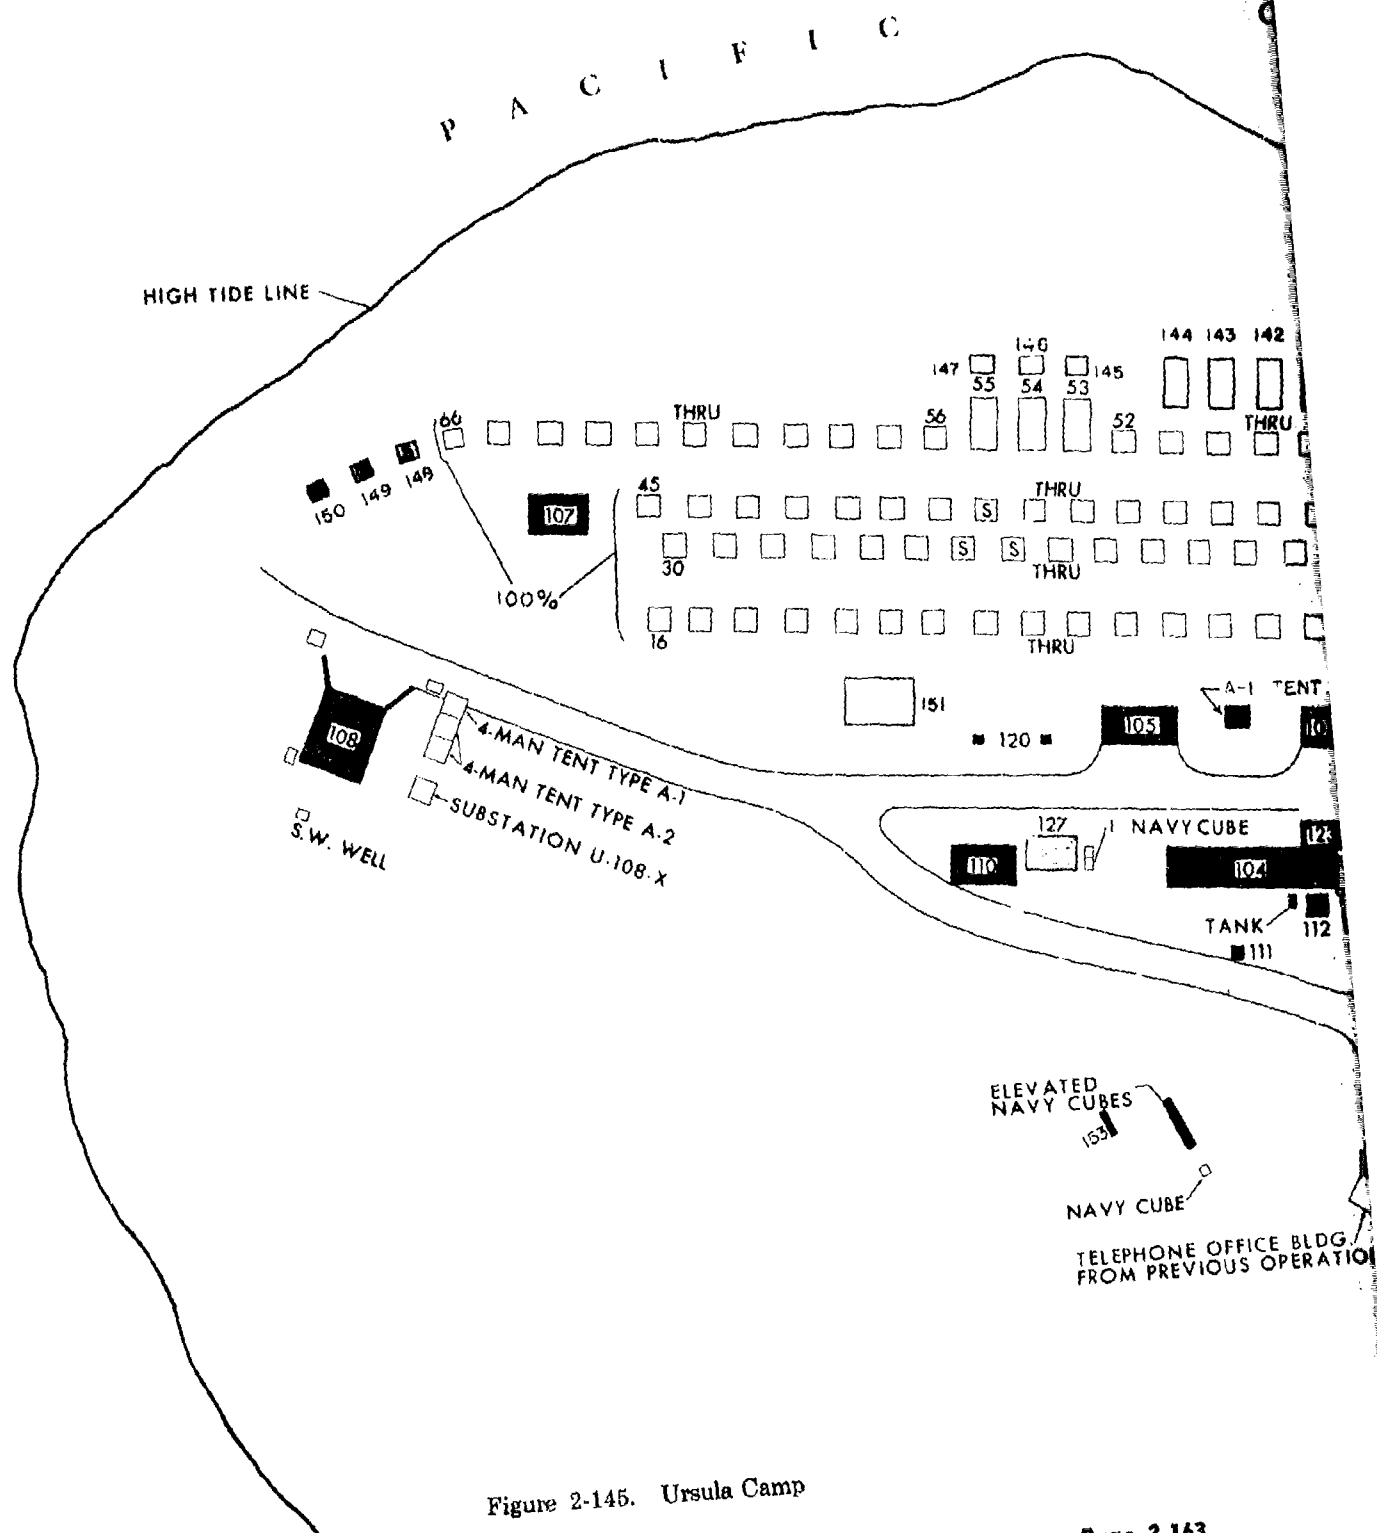 P A C I F I C
HIGH TIDE LINE
144 143 142
146
147
145
55 54 53
66
THRU
56
52
THRU
150 149 148
45
THRU
107
S
S S
30
THRU
100%
16
THRU
A-1 TENT
151
105
120
108
4-MAN TENT TYPE A-1
4-MAN TENT TYPE A-2
SUBSTATION U-108-X
S.W. WELL
127
1 NAVY CUBE
110
104
TANK
112
111
ELEVATED
NAVY CUBES
153
NAVY CUBE
TELEPHONE OFFICE BLDG.
FROM PREVIOUS OPERATIO
Figure 2-145. Ursula Camp